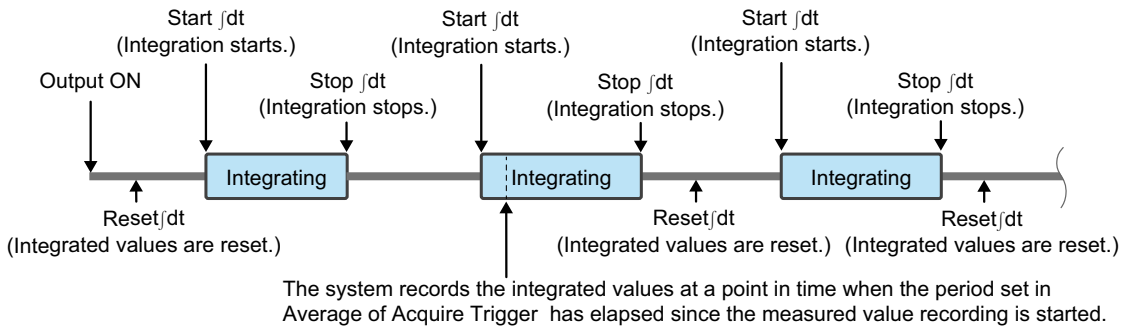 Start ∫dt
(Integration starts.)
Start ∫dt
(Integration starts.)
Start ∫dt
(Integration starts.)
Output ON
Stop ∫dt
(Integration stops.)
Stop ∫dt
(Integration stops.)
Stop ∫dt
(Integration stops.)
Integrating
Integrating
Integrating
Reset∫dt
(Integrated values are reset.)
Reset∫dt
(Integrated values are reset.)
Reset∫dt
(Integrated values are reset.)
The system records the integrated values at a point in time when the period set in
Average of Acquire Trigger has elapsed since the measured value recording is started.